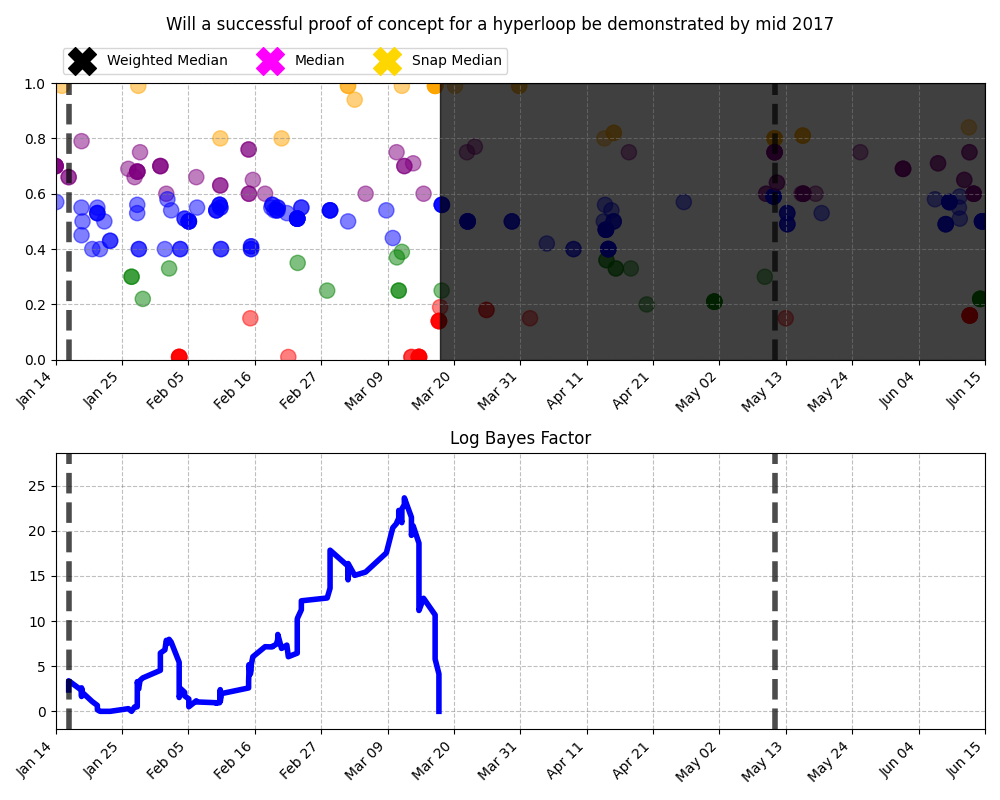 Will a successful proof of concept for a hyperloop be demonstrated by mid 2017
Weighted Median Median Snap Median
1.0
0.8
0.6
0.4
0.2
0.0
Jan 14 Jan 25 Feb 05 Feb 16 Feb 27 Mar 09 Mar 20 Mar 31 Apr 11 Apr 21 May 02 May 13 May 24 Jun 04 Jun 15
Log Bayes Factor
25
20
15
10
5
0
Jan 14 Jan 25 Feb 05 Feb 16 Feb 27 Mar 09 Mar 20 Mar 31 Apr 11 Apr 21 May 02 May 13 May 24 Jun 04 Jun 15